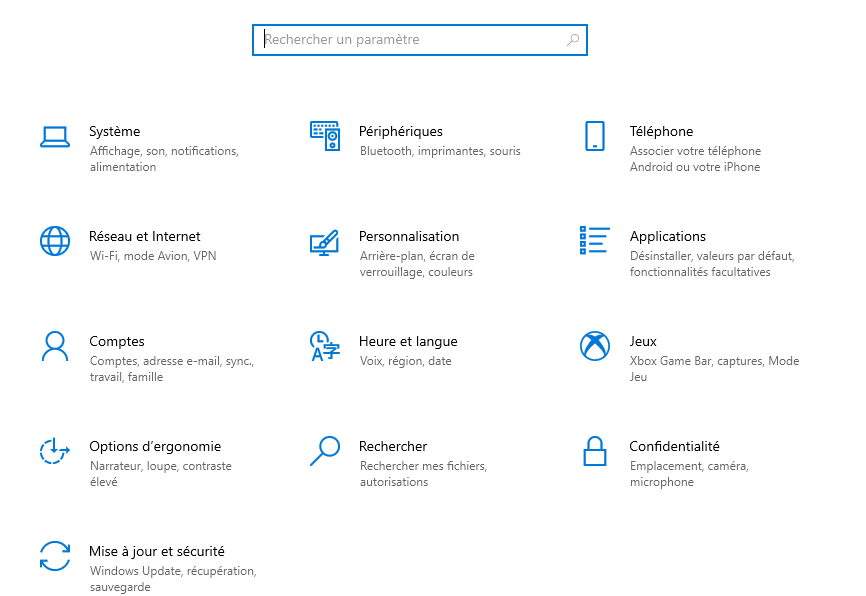 Rechercher un paramètre
Système
Affichage, son, notifications,
alimentation
Périphériques
Bluetooth, imprimantes, souris
Téléphone
Associer votre téléphone
Android ou votre iPhone
Réseau et Internet
Wi-Fi, mode Avion, VPN
Personnalisation
Arrière-plan, écran de
verrouillage, couleurs
Applications
Désinstaller, valeurs par défaut,
fonctionnalités facultatives
Comptes
Comptes, adresse e-mail, sync.,
travail, famille
Heure et langue
Voix, région, date
Jeux
Xbox Game Bar, captures, Mode
Jeu
Options d’ergonomie
Narrateur, loupe, contraste
élevé
Rechercher
Rechercher mes fichiers,
autorisations
Confidentialité
Emplacement, caméra,
microphone
Mise à jour et sécurité
Windows Update, récupération,
sauvegarde